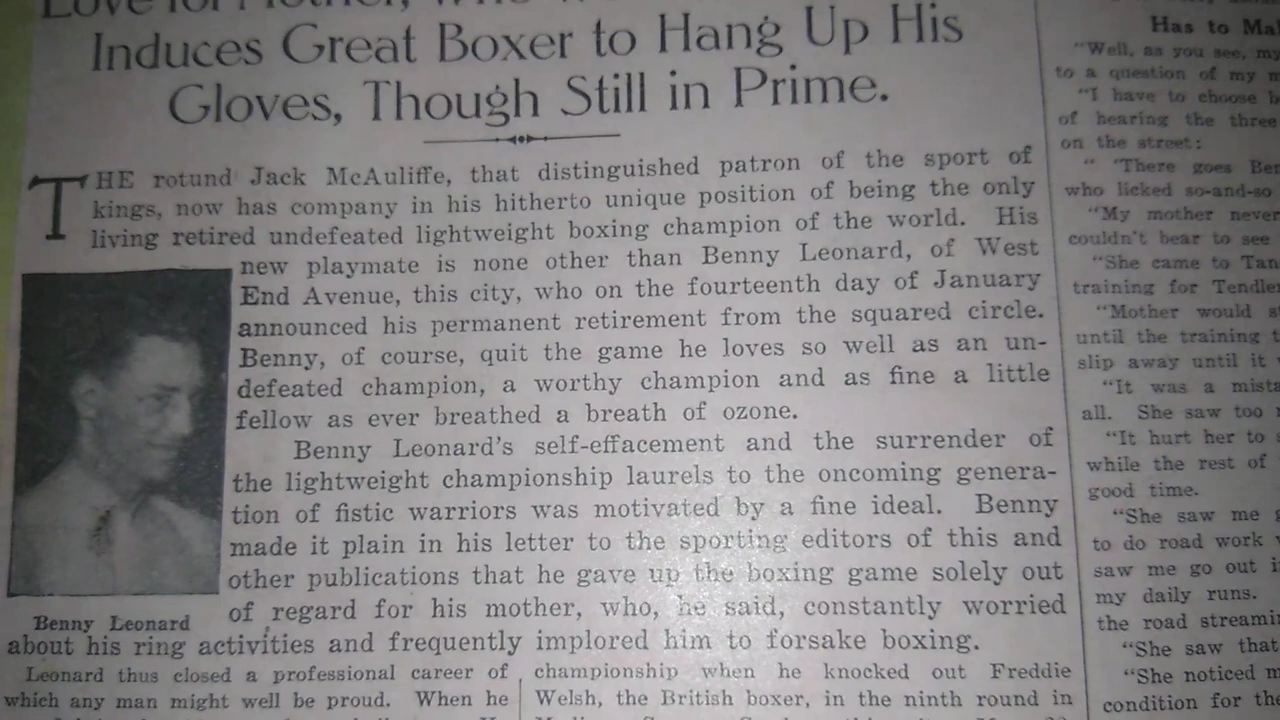 Love for Mother,
Induces Great Boxer to Hang Up His
Gloves, Though Still in Prime.
THE rotund Jack McAuliffe, that distinguished patron of the sport of
kings, now has company in his hitherto unique position of being the only
living retired undefeated lightweight boxing champion of the world. His
new playmate is none other than Benny Leonard, of West
End Avenue, this city, who on the fourteenth day of January
announced his permanent retirement from the squared circle.
Benny, of course, quit the game he loves so well as an un-
defeated champion, a worthy champion and as fine a little
fellow as ever breathed a breath of ozone.
Benny Leonard's self-effacement and the surrender of
the lightweight championship laurels to the oncoming genera-
tion of fistic warriors was motivated by a fine ideal. Benny
made it plain in his letter to the sporting editors of this and
other publications that he gave up the boxing game solely out
of regard for his mother, who, he said, constantly worried
about his ring activities and frequently implored him to forsake boxing.
Benny Leonard
Leonard thus closed a professional career of
which any man might well be proud. When he
championship when he knocked out Freddie
Welsh, the British boxer, in the ninth round in
Has to
"Well, as you see, my
to a question of my
"I have to choose
of hearing the three
on the street:
" 'There goes
who licked so-and-so
"My mother never
couldn't bear to see
"She came to
training for
"Mother would
until the training
slip away until it
"It was a
all. She saw too
"It hurt her to
while the rest of
good time.
"She saw me
to do road work
saw me go out
my daily runs.
the road
"She saw that
"She noticed
condition for